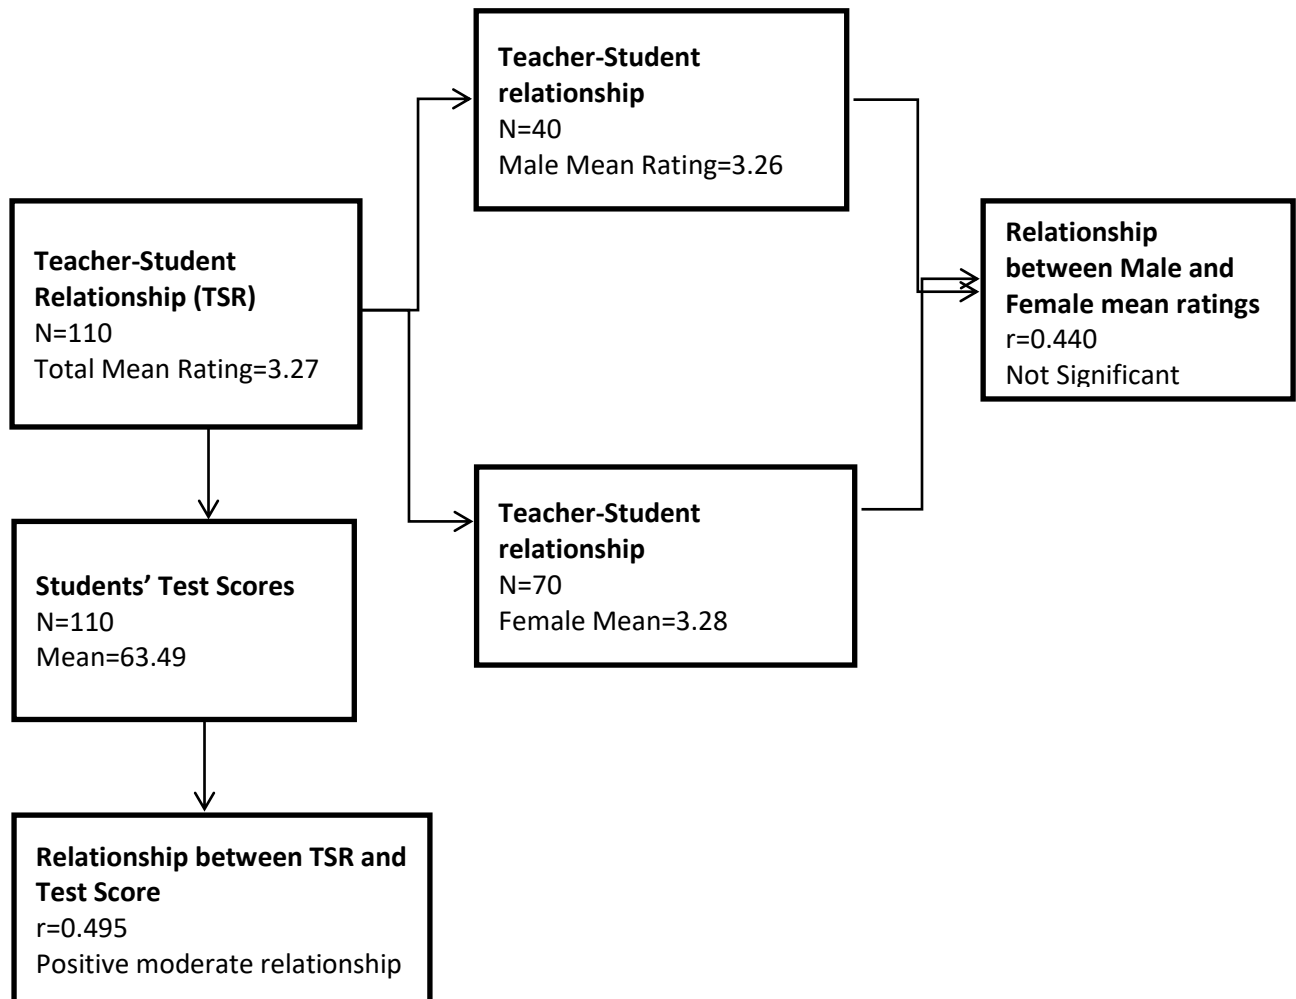 Teacher-Student
relationship
N=40
Male Mean Rating=3.26
Teacher-Student
Relationship (TSR)
N=110
Total Mean Rating=3.27
Relationship
between Male and
Female mean ratings
r=0.440
Not Significant
Teacher-Student
relationship
N=70
Female Mean=3.28
Students’ Test Scores
N=110
Mean=63.49
Relationship between TSR and
Test Score
r=0.495
Positive moderate relationship